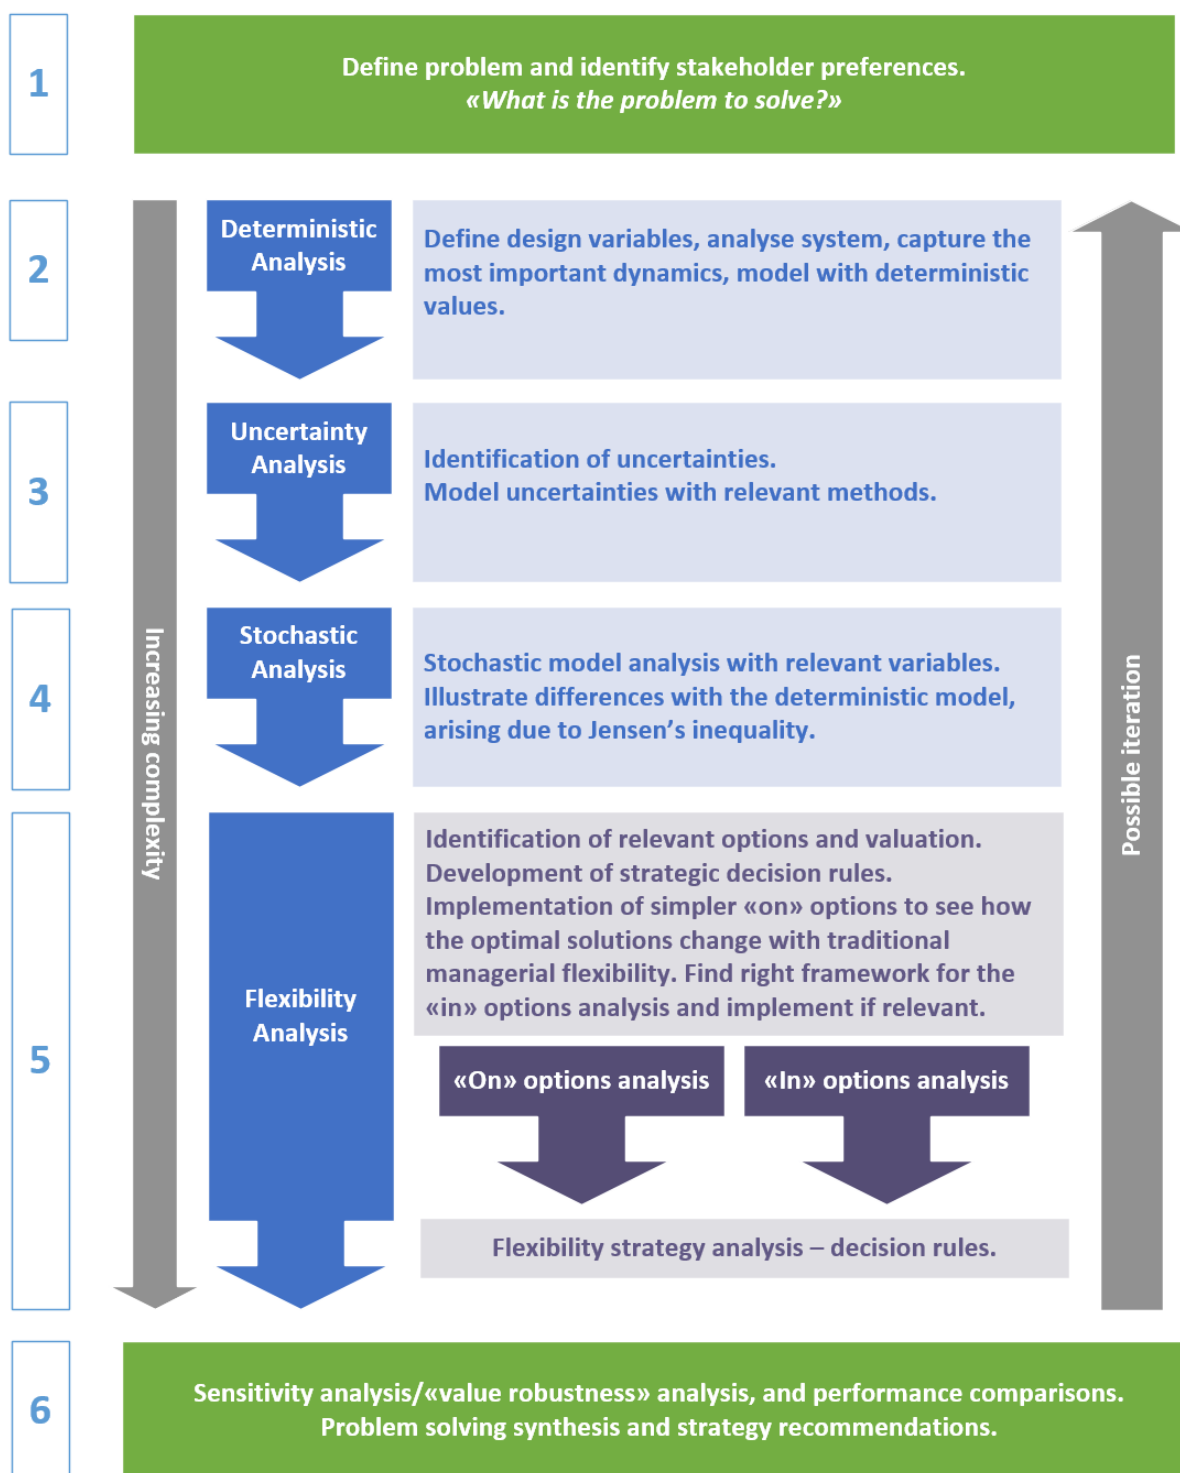 1
Define problem and identify stakeholder preferences.
«What is the problem to solve?»
2
Deterministic
Analysis
Define design variables, analyse system, capture the
most important dynamics, model with deterministic
values.
3
Uncertainty
Analysis
Identification of uncertainties.
Model uncertainties with relevant methods.
4
Stochastic
Analysis
Stochastic model analysis with relevant variables.
Illustrate differences with the deterministic model,
arising due to Jensen’s inequality.
Increasing complexity
Possible iteration
5
Flexibility
Analysis
Identification of relevant options and valuation.
Development of strategic decision rules.
Implementation of simpler «on» options to see how
the optimal solutions change with traditional
managerial flexibility. Find right framework for the
«in» options analysis and implement if relevant.
«On» options analysis
«In» options analysis
Flexibility strategy analysis – decision rules.
6
Sensitivity analysis/«value robustness» analysis, and performance comparisons.
Problem solving synthesis and strategy recommendations.